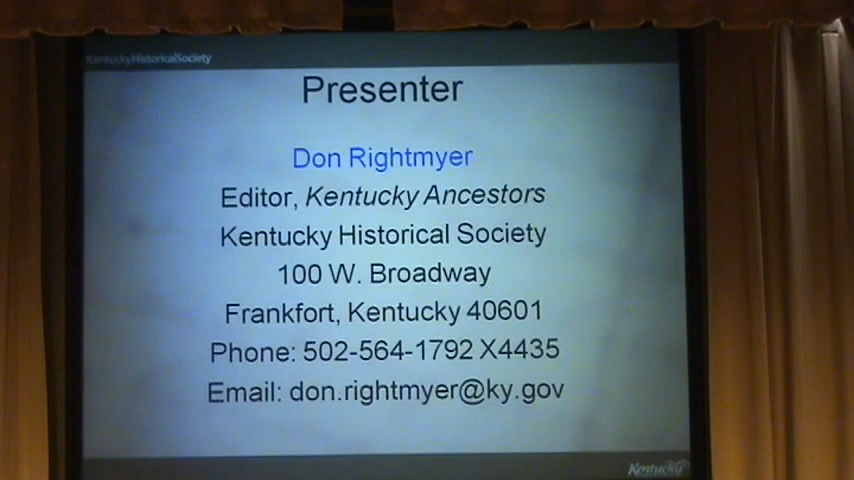 KentuckyHistoricalSociety
Presenter
Don Rightmyer
Editor, Kentucky Ancestors
Kentucky Historical Society
100 W. Broadway
Frankfort, Kentucky 40601
Phone: 502-564-1792 X4435
Email: don.rightmyer@ky.gov
Kentucky